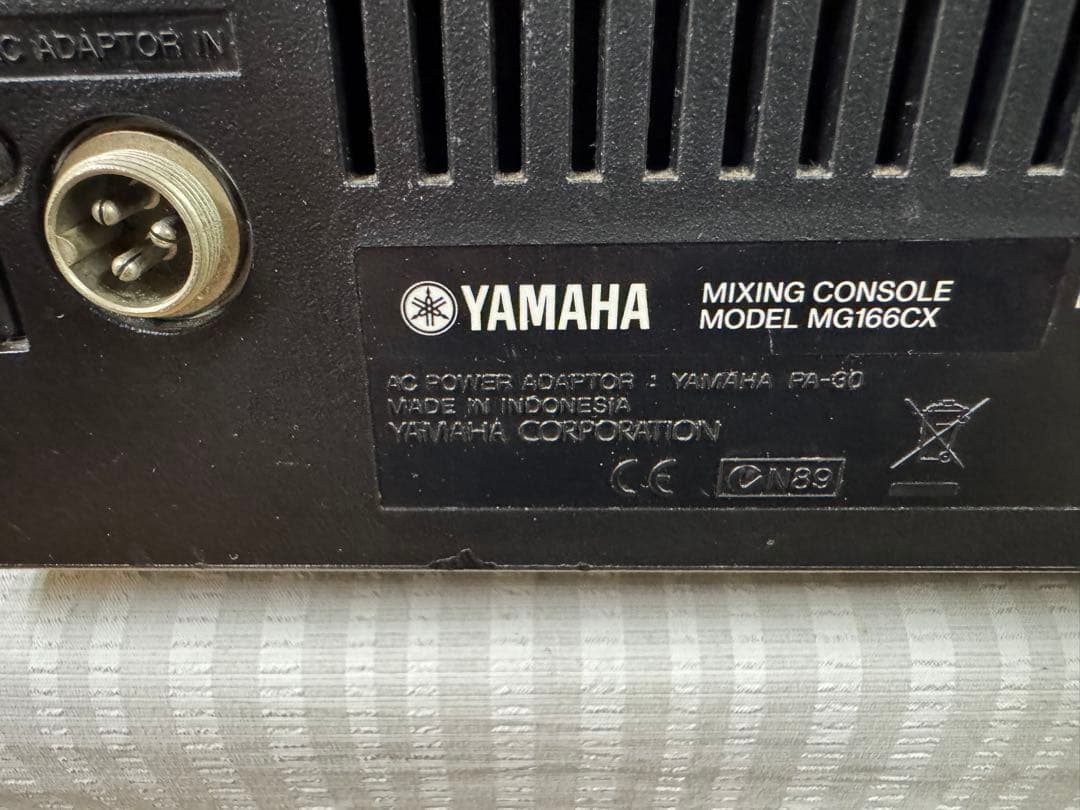 AC ADAPTOR IN
YAMAHA
MIXING CONSOLE
MODEL MG166CX
AC POWER ADAPTOR : YAMAHA PA-30
MADE IN INDONESIA
YAMAHA CORPORATION
CE
N89